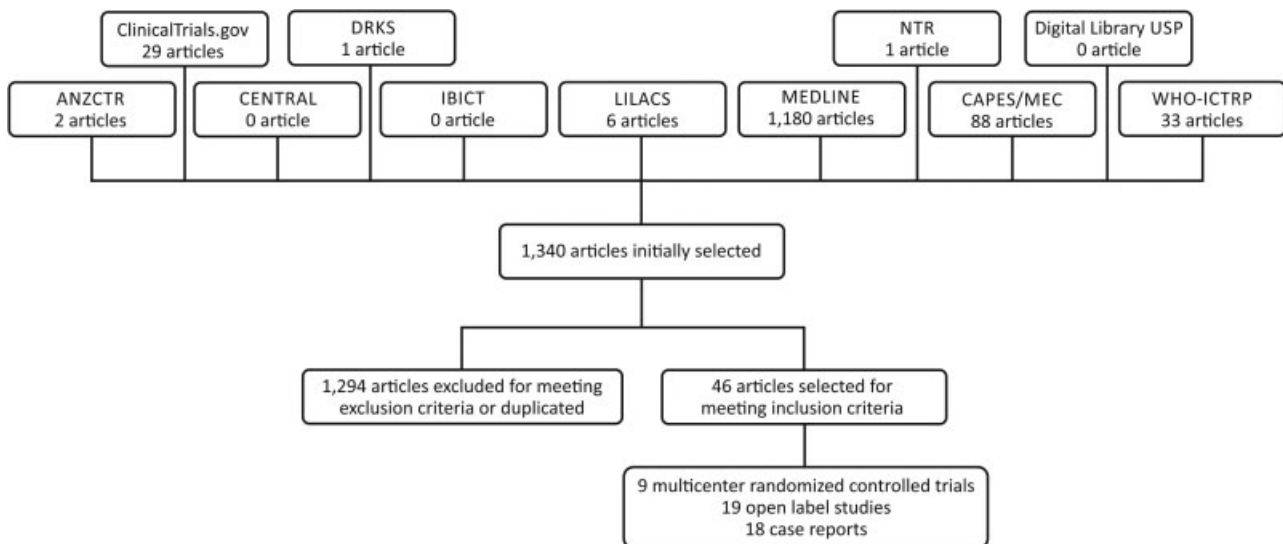 ClinicalTrials.gov
29 articles
DRKS
1 article
NTR
1 article
Digital Library USP
0 article
ANZCTR
2 articles
CENTRAL
0 article
IBICT
0 article
LILACS
6 articles
MEDLINE
1,180 articles
CAPES/MEC
88 articles
WHO-ICTRP
33 articles
1,340 articles initially selected
1,294 articles excluded for meeting
exclusion criteria or duplicated
46 articles selected for
meeting inclusion criteria
9 multicenter randomized controlled trials
19 open label studies
18 case reports